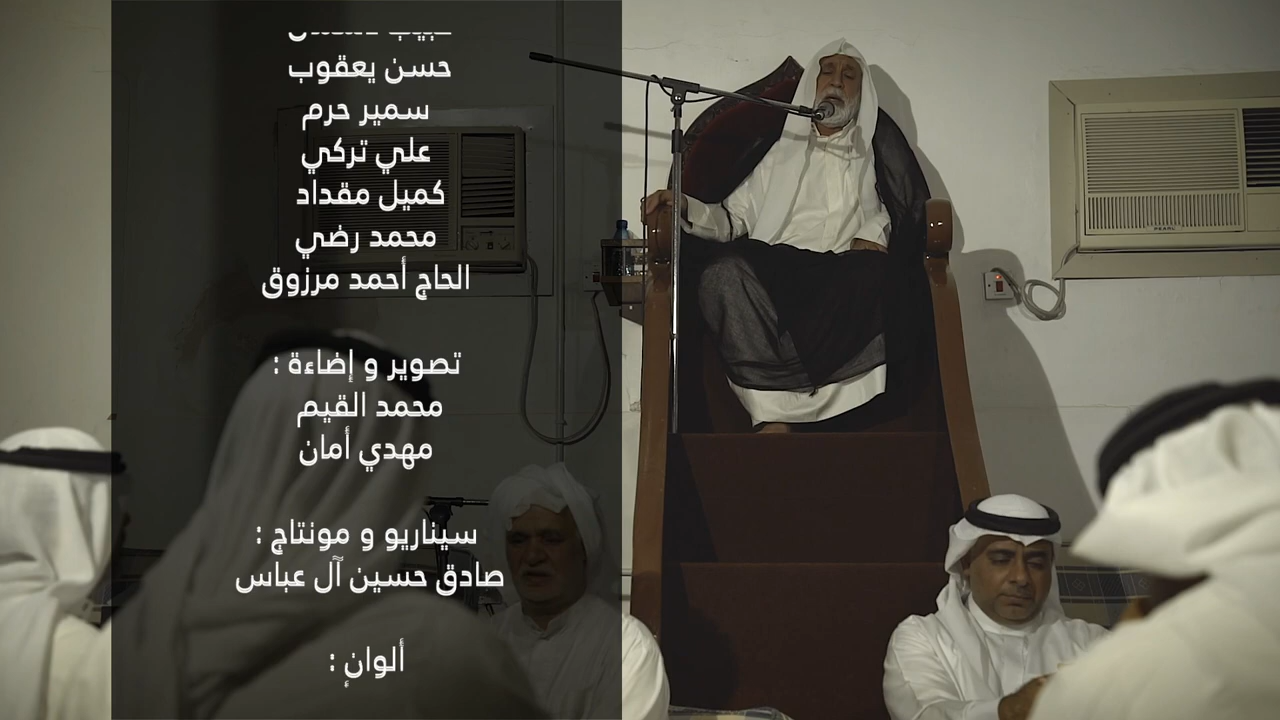 حسن يعقوب
سمير حرم
علي تركي
كميل مقداد
محمد رضي
الحاج أحمد مرزوق
تصوير و إضاءة :
محمد القيم
مهدي أمان
سيناريو و مونتاج :
صادق حسين آل عباس
ألوان :
PEARL